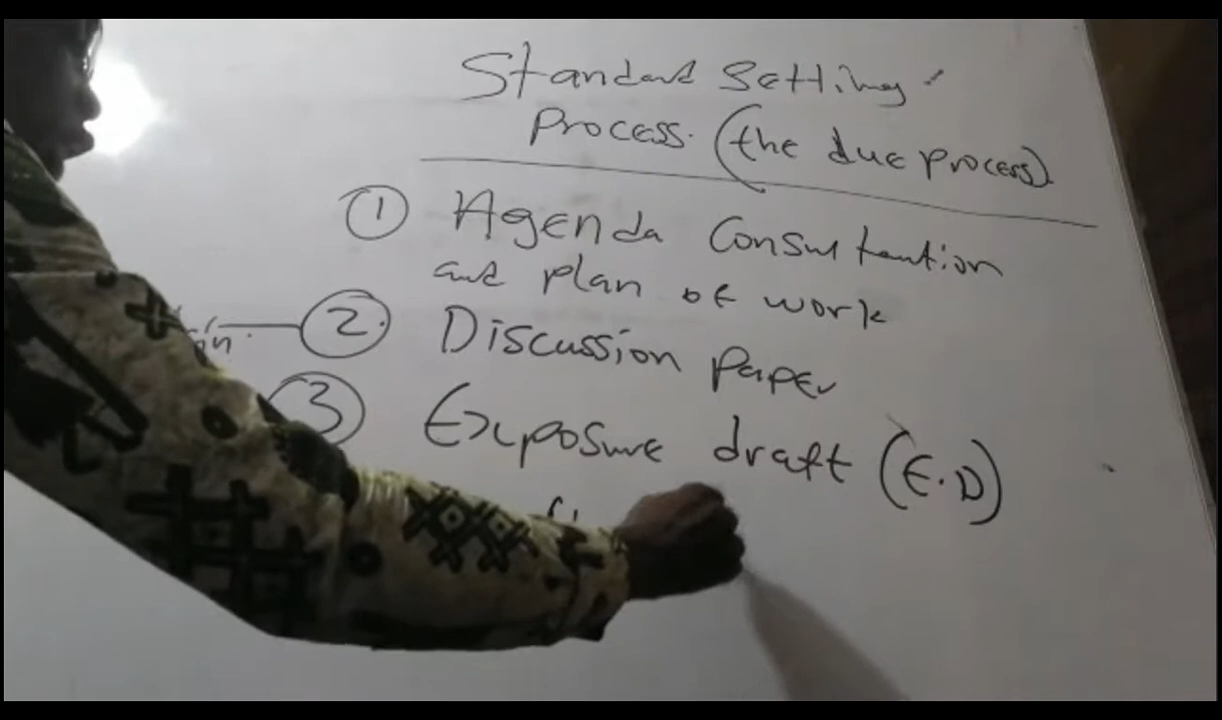 Standard Setting
Process. (the due process)
① Agenda Consultation
and plan of work
② Discussion Paper
③ Exposure draft (E.D)